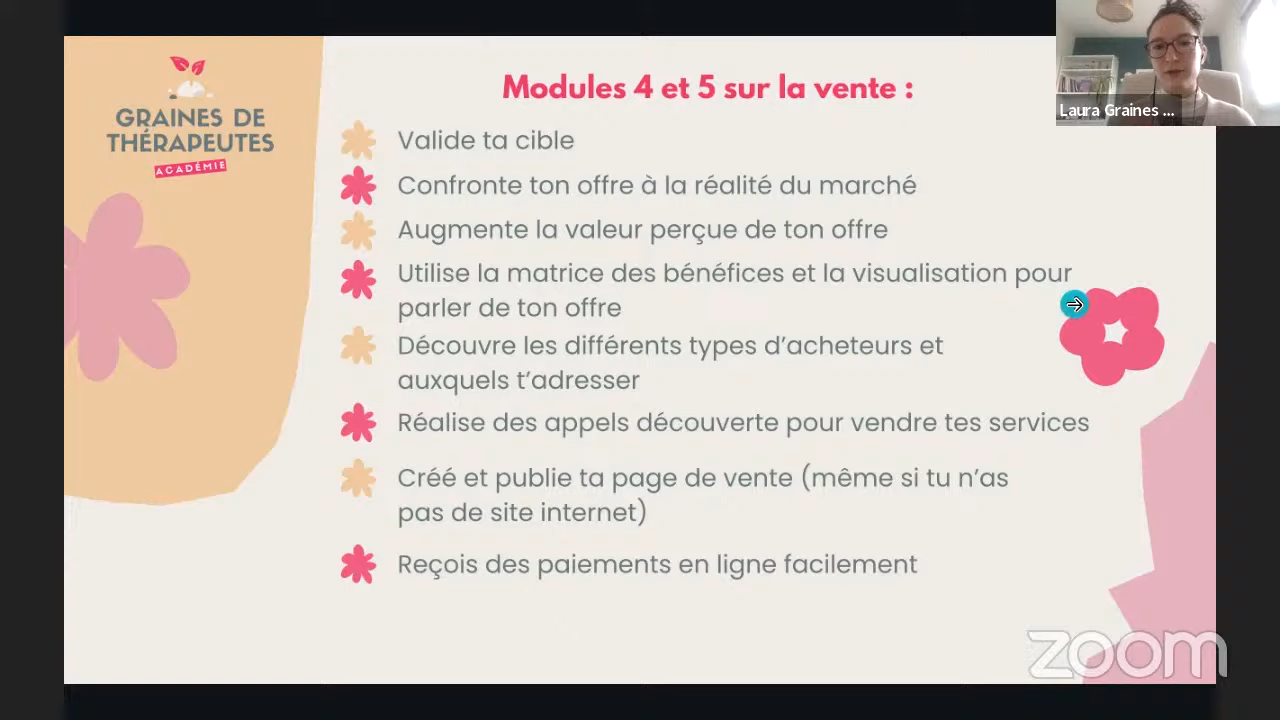 GRAINES DE
THÉRAPEUTES
ACADÉMIE
Modules 4 et 5 sur la vente :
Valide ta cible
Confronte ton offre à la réalité du marché
Augmente la valeur perçue de ton offre
Utilise la matrice des bénéfices et la visualisation pour
parler de ton offre
Découvre les différents types d'acheteurs et
auxquels t'adresser
Réalise des appels découverte pour vendre tes services
Créé et publie ta page de vente (même si tu n'as
pas de site internet)
Reçois des paiements en ligne facilement
Laura Graines ...
zoom